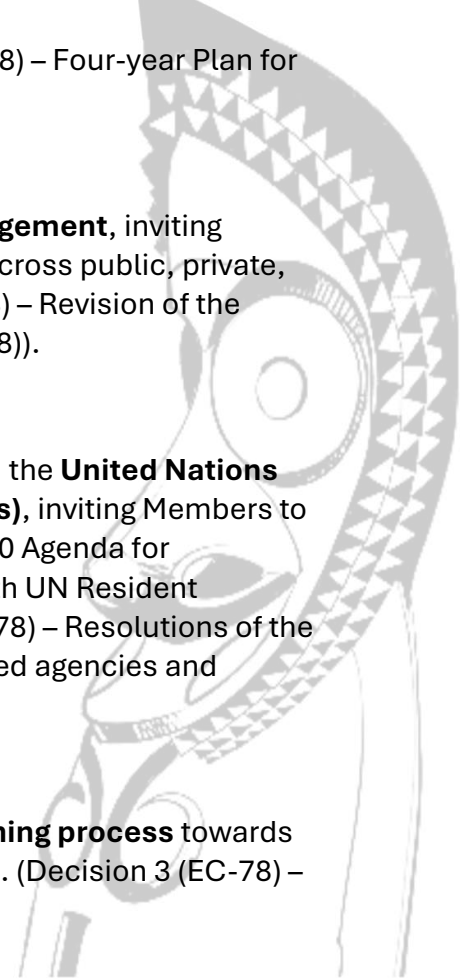 8) – Four-year Plan for
gement, inviting
cross public, private,
) – Revision of the
8)).
the United Nations
s), inviting Members to
0 Agenda for
h UN Resident
78) – Resolutions of the
ed agencies and
ning process towards
. (Decision 3 (EC-78) –